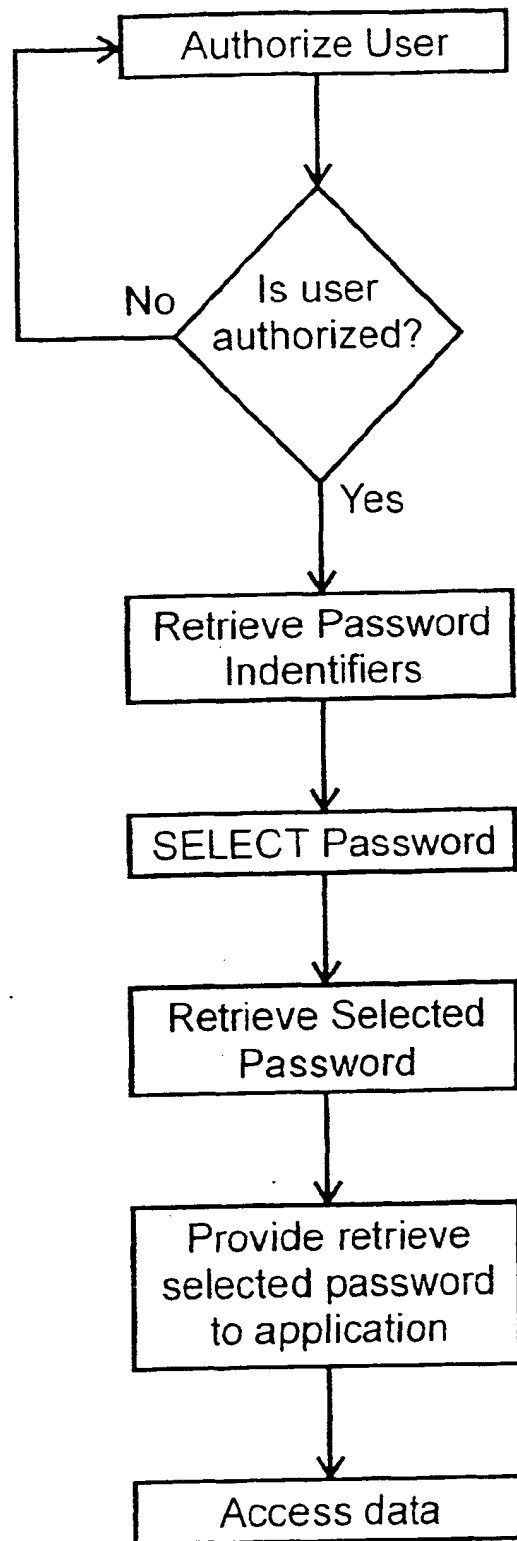 Authorize User
Is user
authorized?
No
Yes
Retrieve Password
Indentifiers
SELECT Password
Retrieve Selected
Password
Provide retrieve
selected password
to application
Access data